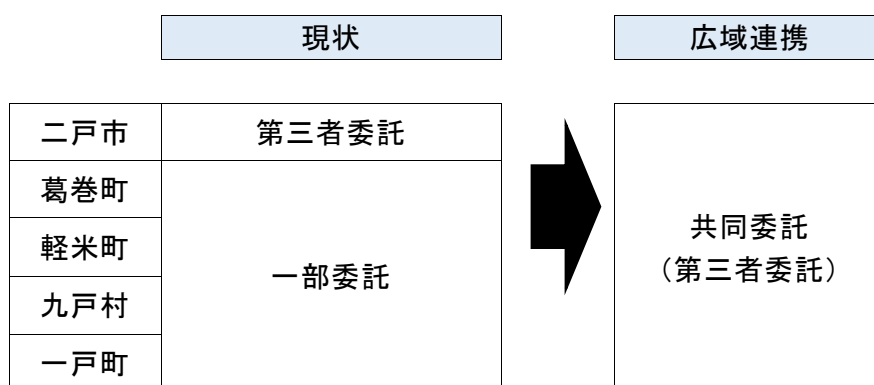 現状
広域連携
二戸市
第三者委託
葛巻町
軽米町
九戸村
一戸町
一部委託
共同委託
（第三者委託）